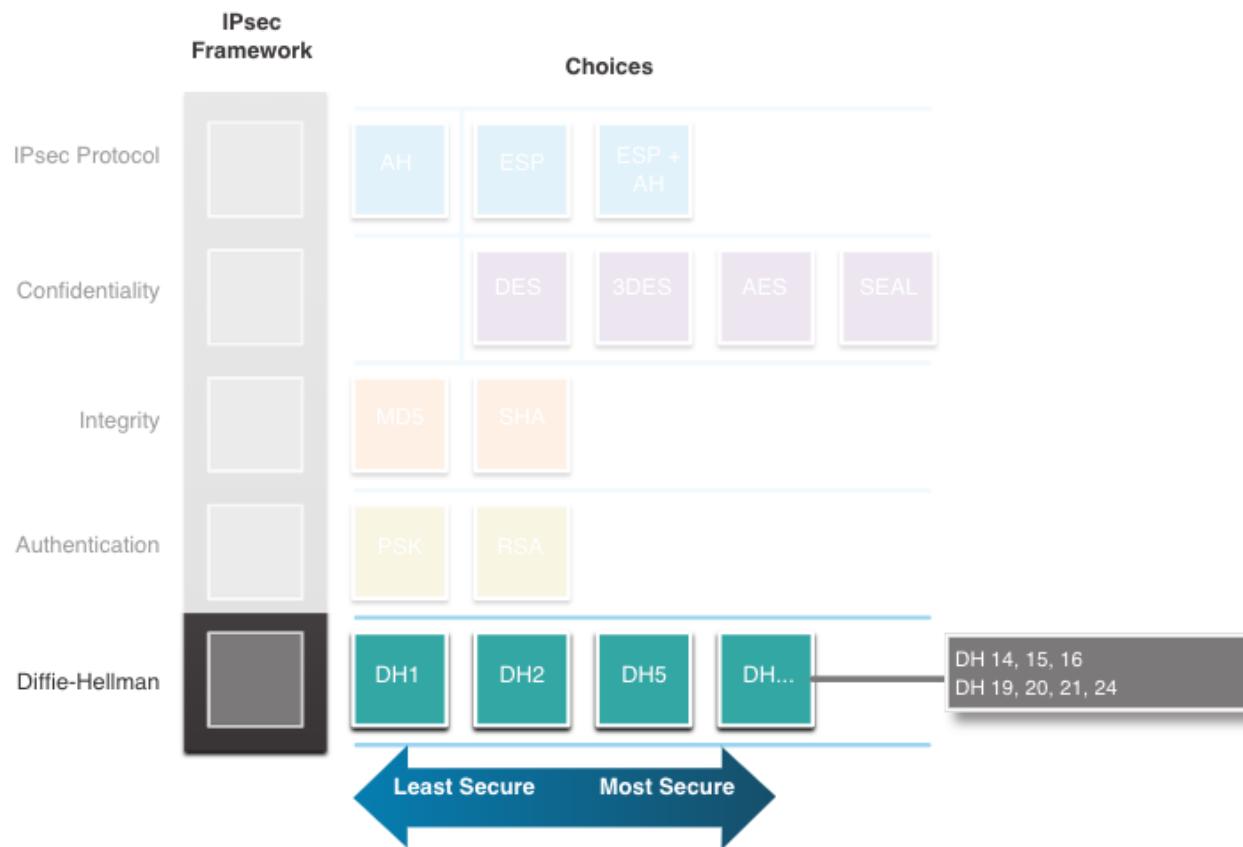 IPsec
Framework
Choices
IPsec Protocol
AH
ESP
ESP +
AH
Confidentiality
DES
3DES
AES
SEAL
Integrity
MD5
SHA
Authentication
PSK
RSA
Diffie-Hellman
DH1
DH2
DH5
DH...
DH 14, 15, 16
DH 19, 20, 21, 24
Least Secure
Most Secure